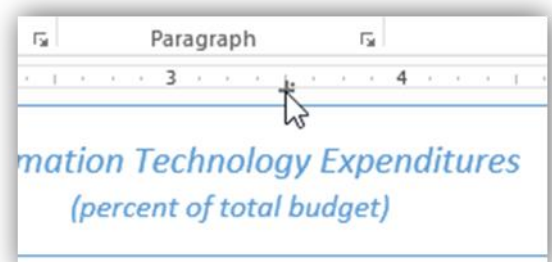 Paragraph
3 4
mation Technology Expenditures
(percent of total budget)